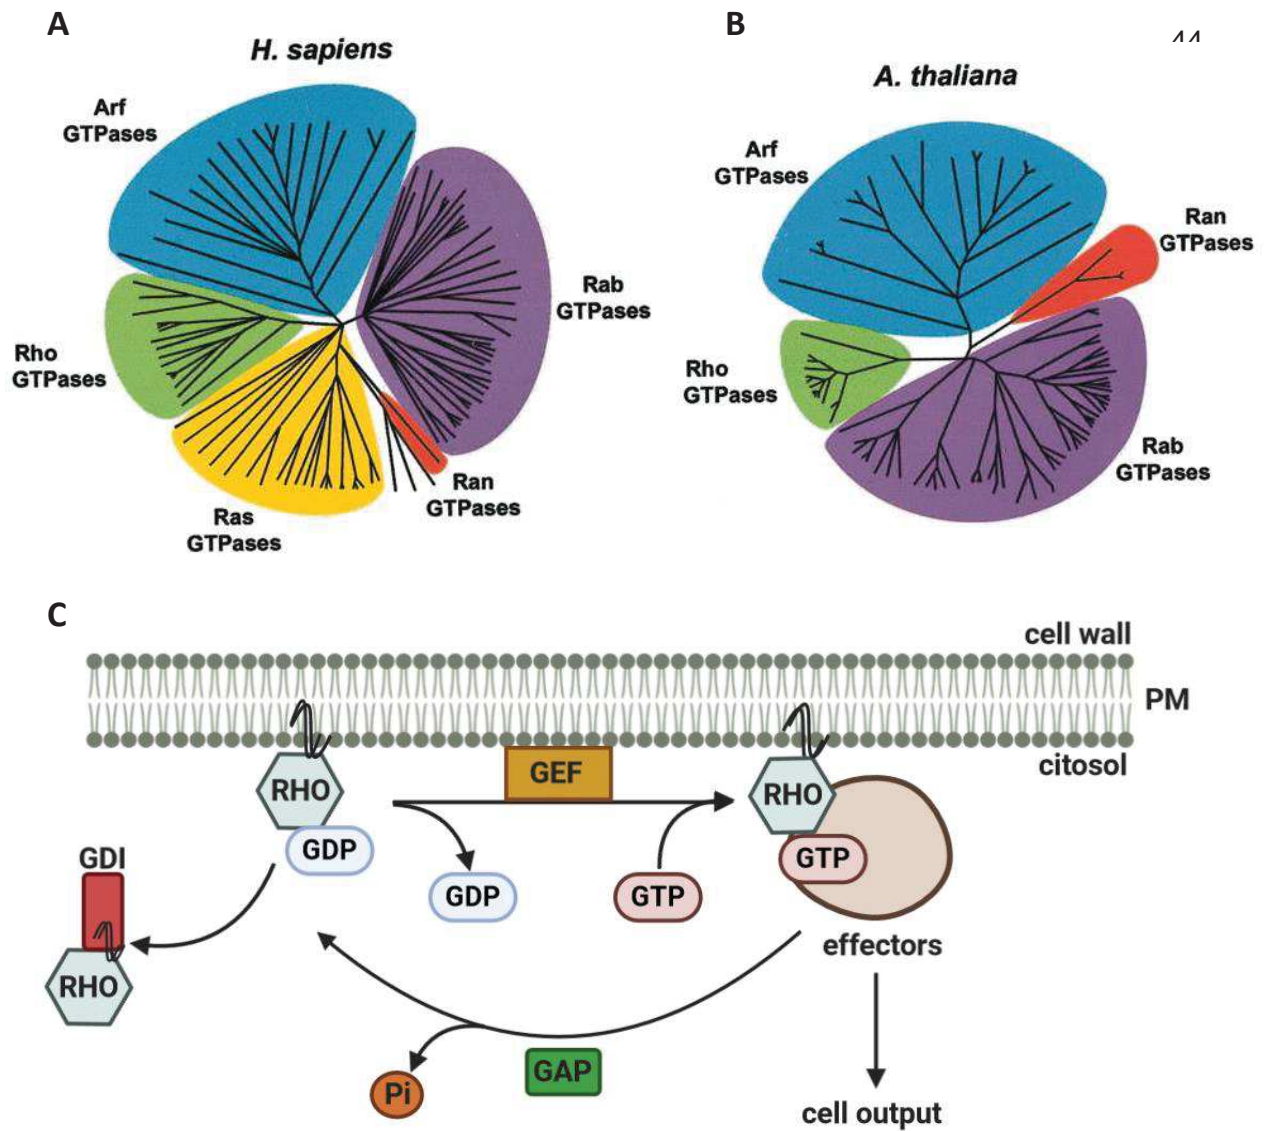 A
B
44
H. sapiens
A. thaliana
Arf
GTPases
Rab
GTPases
Rho
GTPases
Ras
GTPases
Ran
GTPases
Arf
GTPases
Ran
GTPases
Rho
GTPases
Rab
GTPases
C
cell wall
PM
citosol
RHO
GEF
RHO
GDP
GTP
GDI
GDP
GTP
effectors
RHO
GAP
Pi
cell output